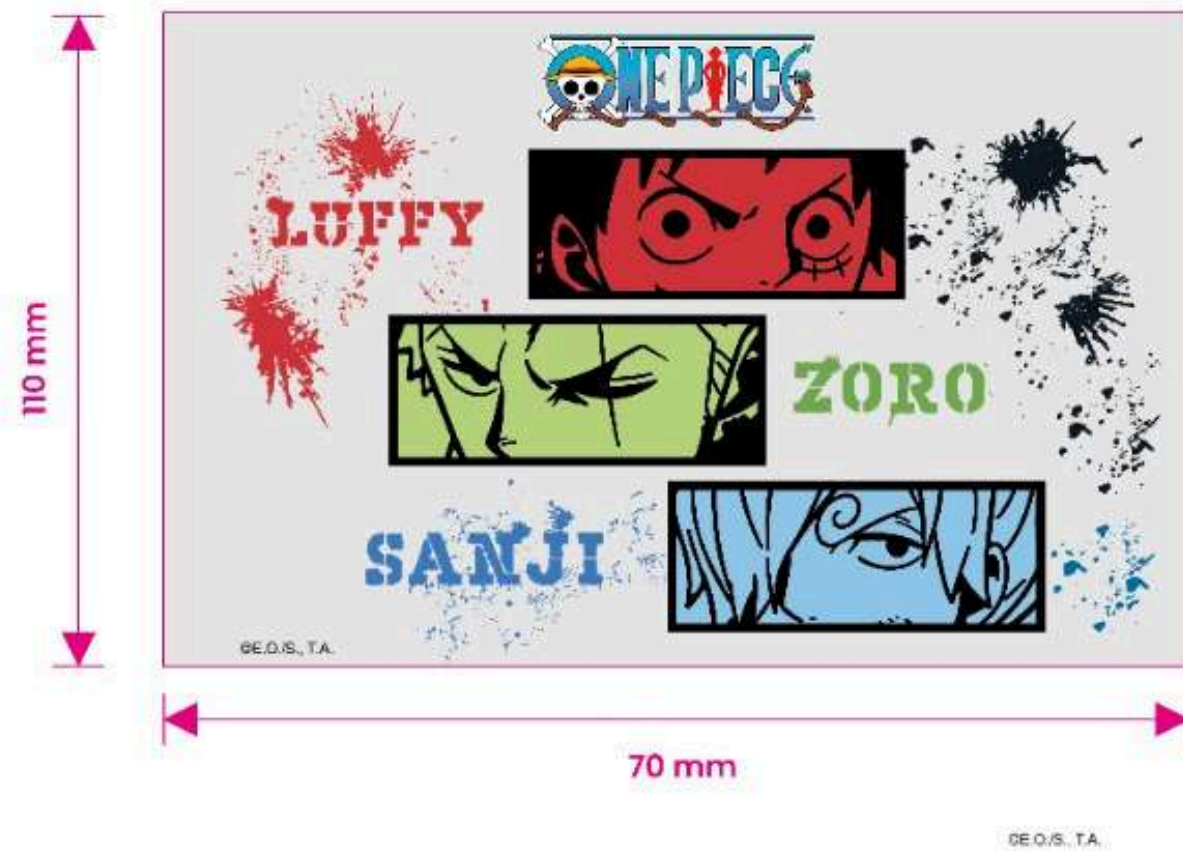 ONE PIECE
LUFFY
110 mm
ZORO
SANJI
©E.O./S., T.A.
70 mm
©E.O./S., T.A.